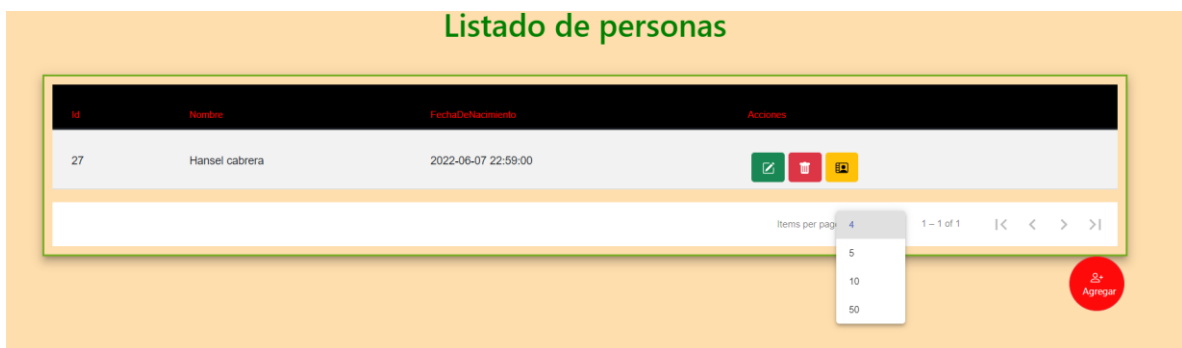 Listado de personas
Id Nombre FechaDeNacimiento Acciones
27 Hansel cabrera 2022-06-07 22:59:00
Items per pag 4 1 – 1 of 1
5
10
50
Agregar